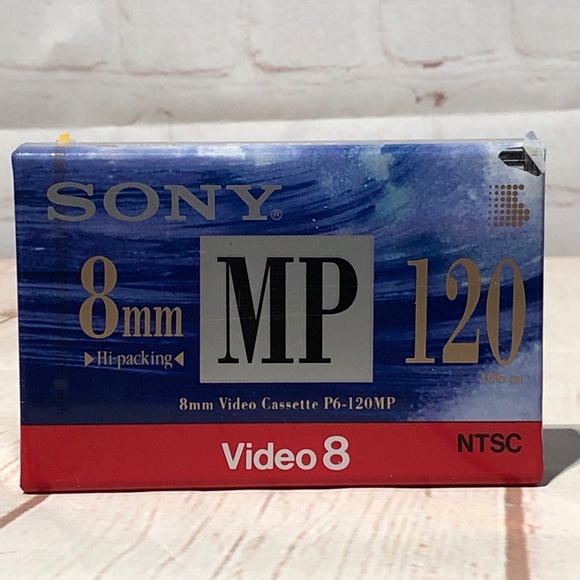 SONY®
8mm MP 120
▶Hi-packing◀
8mm Video Cassette P6-120MP
Video 8 NTSC